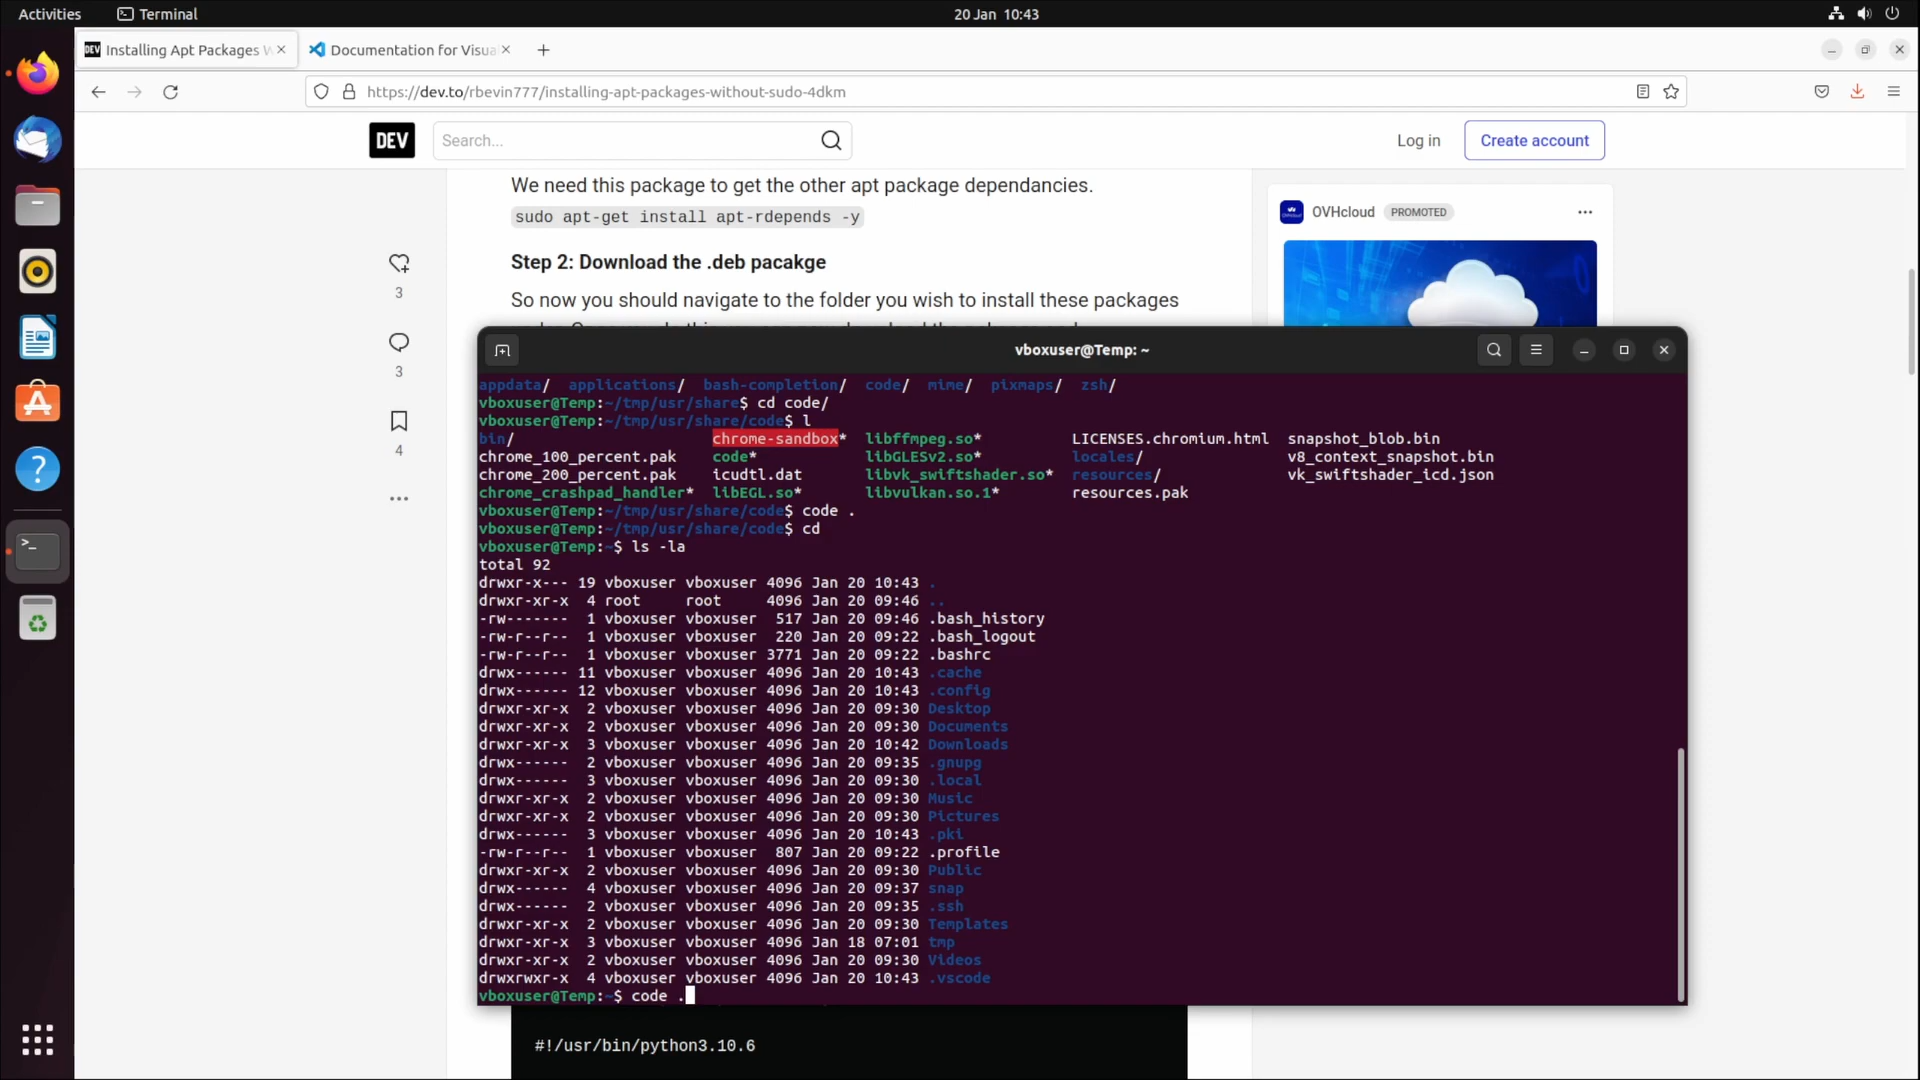 Activities
Terminal
20 Jan 10:43
DEV Installing Apt Packages W
Documentation for Visua
https://dev.to/rbevin777/installing-apt-packages-without-sudo-4dkm
DEV
Search...
Log in
Create account
We need this package to get the other apt package dependancies.
sudo apt-get install apt-rdepends -y
OVHcloud PROMOTED
Step 2: Download the .deb pacakge
3
So now you should navigate to the folder you wish to install these packages
3
4
vboxuser@Temp: ~
appdata/ applications/ bash-completion/ code/ mime/ pixmaps/ zsh/
vboxuser@Temp:~/tmp/usr/share$ cd code/
vboxuser@Temp:~/tmp/usr/share/code$ l
bin/ chrome-sandbox* libffmpeg.so* LICENSES.chromium.html snapshot_blob.bin
chrome_100_percent.pak code* libGLESv2.so* locales/ v8_context_snapshot.bin
chrome_200_percent.pak icudtl.dat libvk_swiftshader.so* resources/ vk_swiftshader_icd.json
chrome_crashpad_handler* libEGL.so* libvulkan.so.1* resources.pak
vboxuser@Temp:~/tmp/usr/share/code$ code .
vboxuser@Temp:~/tmp/usr/share/code$ cd
vboxuser@Temp:~$ ls -la
total 92
drwxr-x--- 19 vboxuser vboxuser 4096 Jan 20 10:43 .
drwxr-xr-x 4 root root 4096 Jan 20 09:46 ..
-rw------- 1 vboxuser vboxuser 517 Jan 20 09:46 .bash_history
-rw-r--r-- 1 vboxuser vboxuser 220 Jan 20 09:22 .bash_logout
-rw-r--r-- 1 vboxuser vboxuser 3771 Jan 20 09:22 .bashrc
drwx------ 11 vboxuser vboxuser 4096 Jan 20 10:43 .cache
drwx------ 12 vboxuser vboxuser 4096 Jan 20 10:43 .config
drwxr-xr-x 2 vboxuser vboxuser 4096 Jan 20 09:30 Desktop
drwxr-xr-x 2 vboxuser vboxuser 4096 Jan 20 09:30 Documents
drwxr-xr-x 3 vboxuser vboxuser 4096 Jan 20 10:42 Downloads
drwx------ 2 vboxuser vboxuser 4096 Jan 20 09:35 .gnupg
drwx------ 3 vboxuser vboxuser 4096 Jan 20 09:30 .local
drwxr-xr-x 2 vboxuser vboxuser 4096 Jan 20 09:30 Music
drwxr-xr-x 2 vboxuser vboxuser 4096 Jan 20 09:30 Pictures
drwx------ 3 vboxuser vboxuser 4096 Jan 20 10:43 .pki
-rw-r--r-- 1 vboxuser vboxuser 807 Jan 20 09:22 .profile
drwxr-xr-x 2 vboxuser vboxuser 4096 Jan 20 09:30 Public
drwx------ 4 vboxuser vboxuser 4096 Jan 20 09:37 snap
drwx------ 2 vboxuser vboxuser 4096 Jan 20 09:35 .ssh
drwxr-xr-x 2 vboxuser vboxuser 4096 Jan 20 09:30 Templates
drwxr-xr-x 3 vboxuser vboxuser 4096 Jan 18 07:01 tmp
drwxr-xr-x 2 vboxuser vboxuser 4096 Jan 20 09:30 Videos
drwxrwxr-x 4 vboxuser vboxuser 4096 Jan 20 10:43 .vscode
vboxuser@Temp:~$ code .
#!/usr/bin/python3.10.6